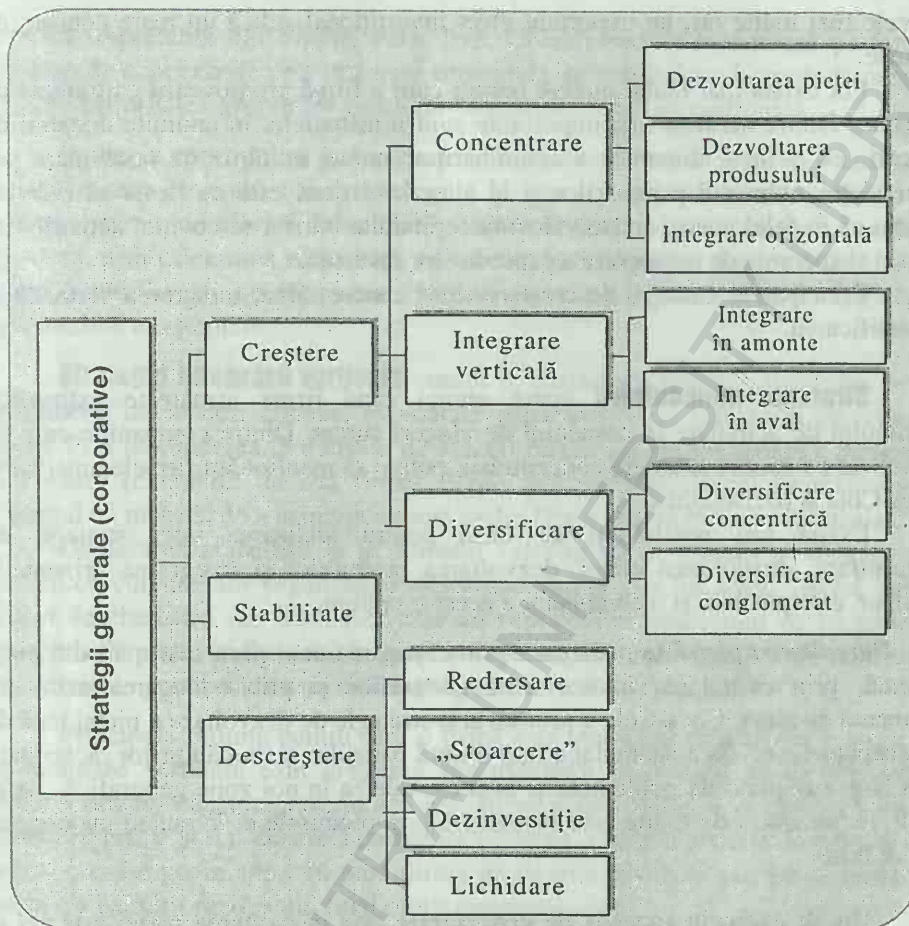 Strategii generale (corporative)
Creştere
Stabilitate
Descreştere
Concentrare
Integrare
verticală
Diversificare
Dezvoltarea pieţei
Dezvoltarea
produsului
Integrare orizontală
Integrare
în amonte
Integrare
în aval
Diversificare
concentrică
Diversificare
conglomerat
Redresare
„Stoarcere”
Dezinvestiţie
Lichidare
UNIVERSITY